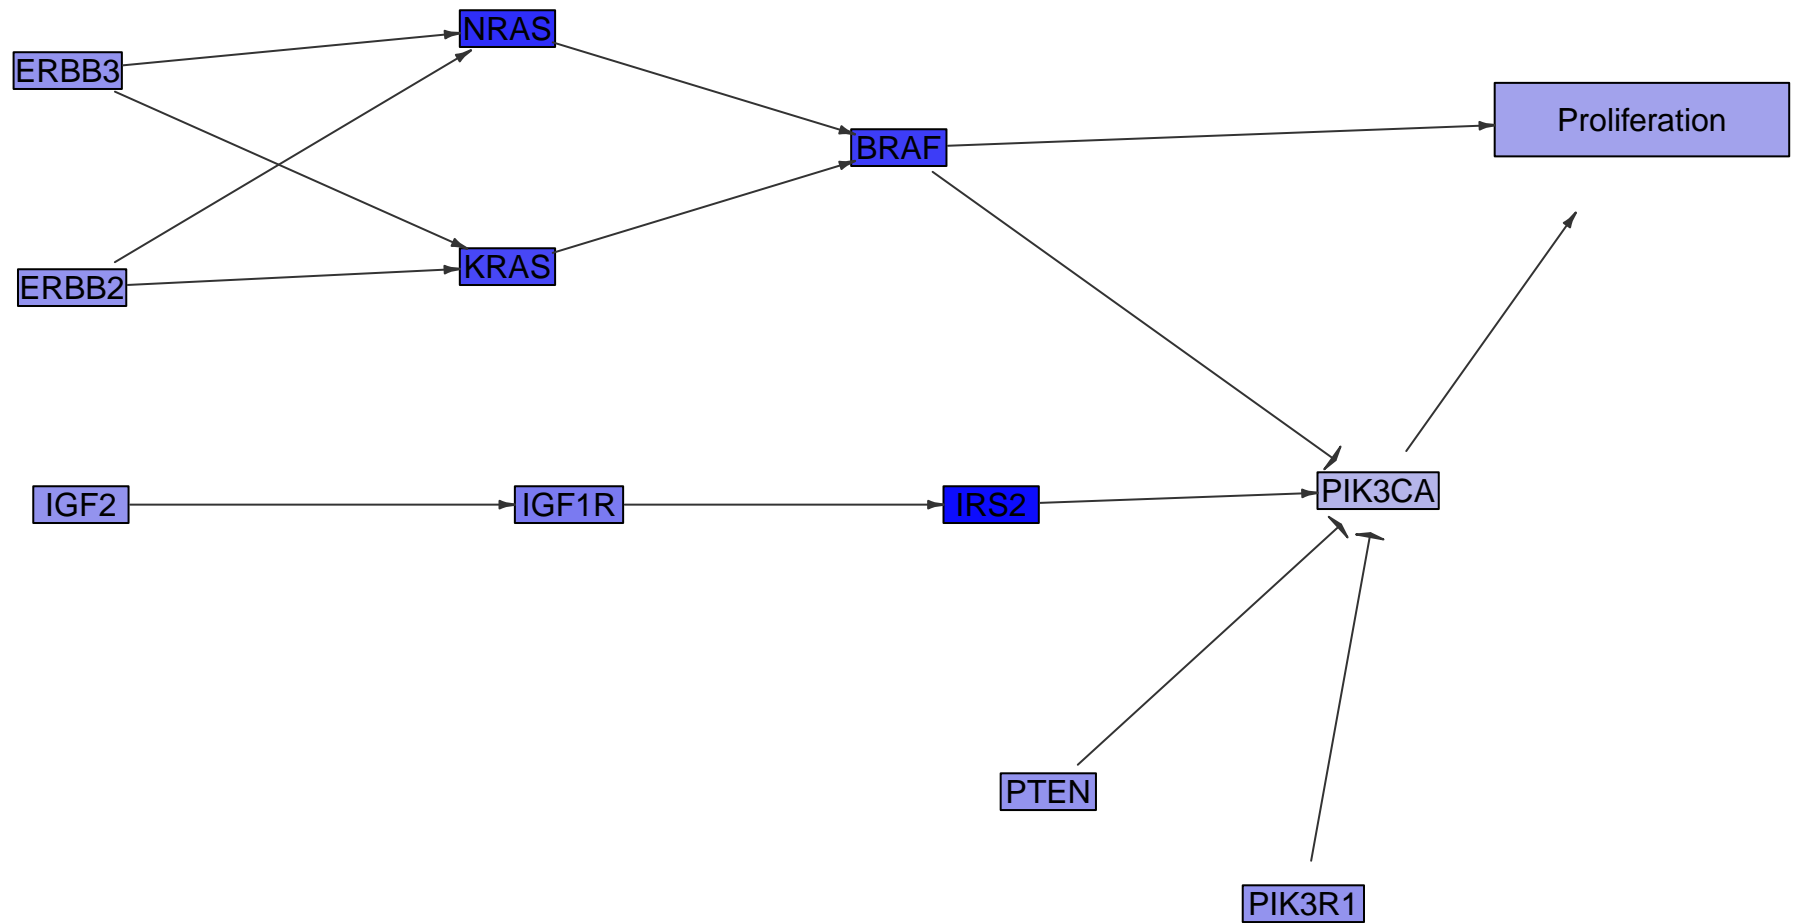 NRAS
ERBB3
Proliferation
BRAF
KRAS
ERBB2
IGF2
IGF1R
IRS2
PIK3CA
PTEN
PIK3R1